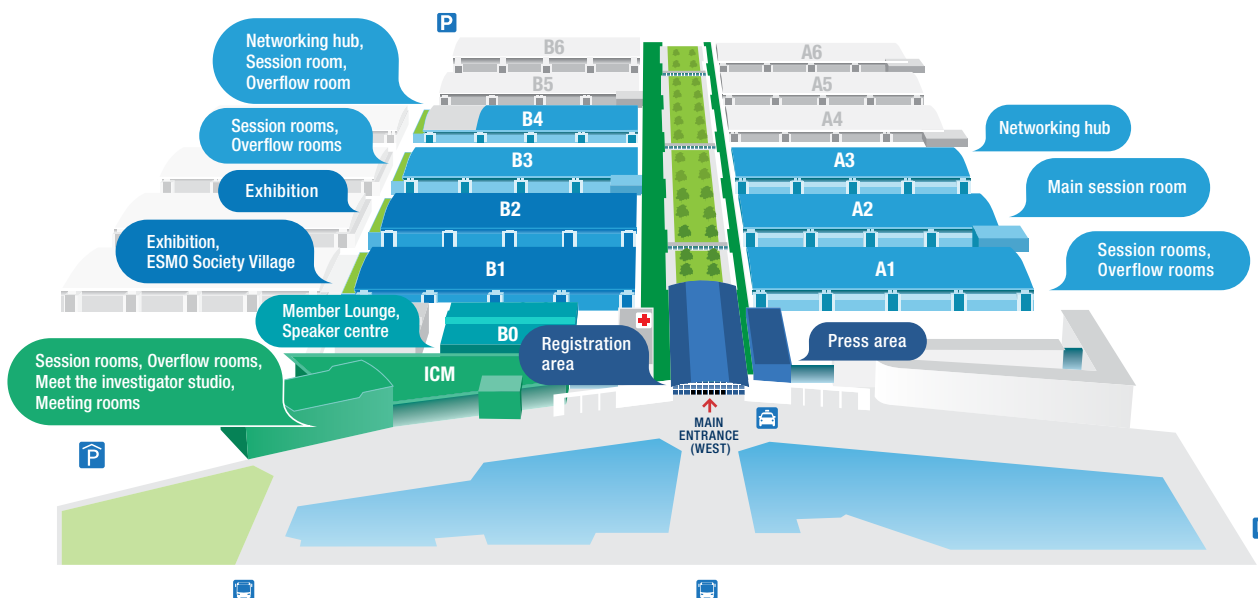 P
B6
A6
Networking hub,
Session room,
Overflow room
B5
A5
B4
A4
Session rooms,
Overflow rooms
Networking hub
B3
A3
Exhibition
Main session room
B2
A2
Exhibition,
ESMO Society Village
B1
A1
Session rooms,
Overflow rooms
Member Lounge,
Speaker centre
B0
Registration
area
Press area
Session rooms, Overflow rooms,
Meet the investigator studio,
Meeting rooms
ICM
MAIN
ENTRANCE
(WEST)
P